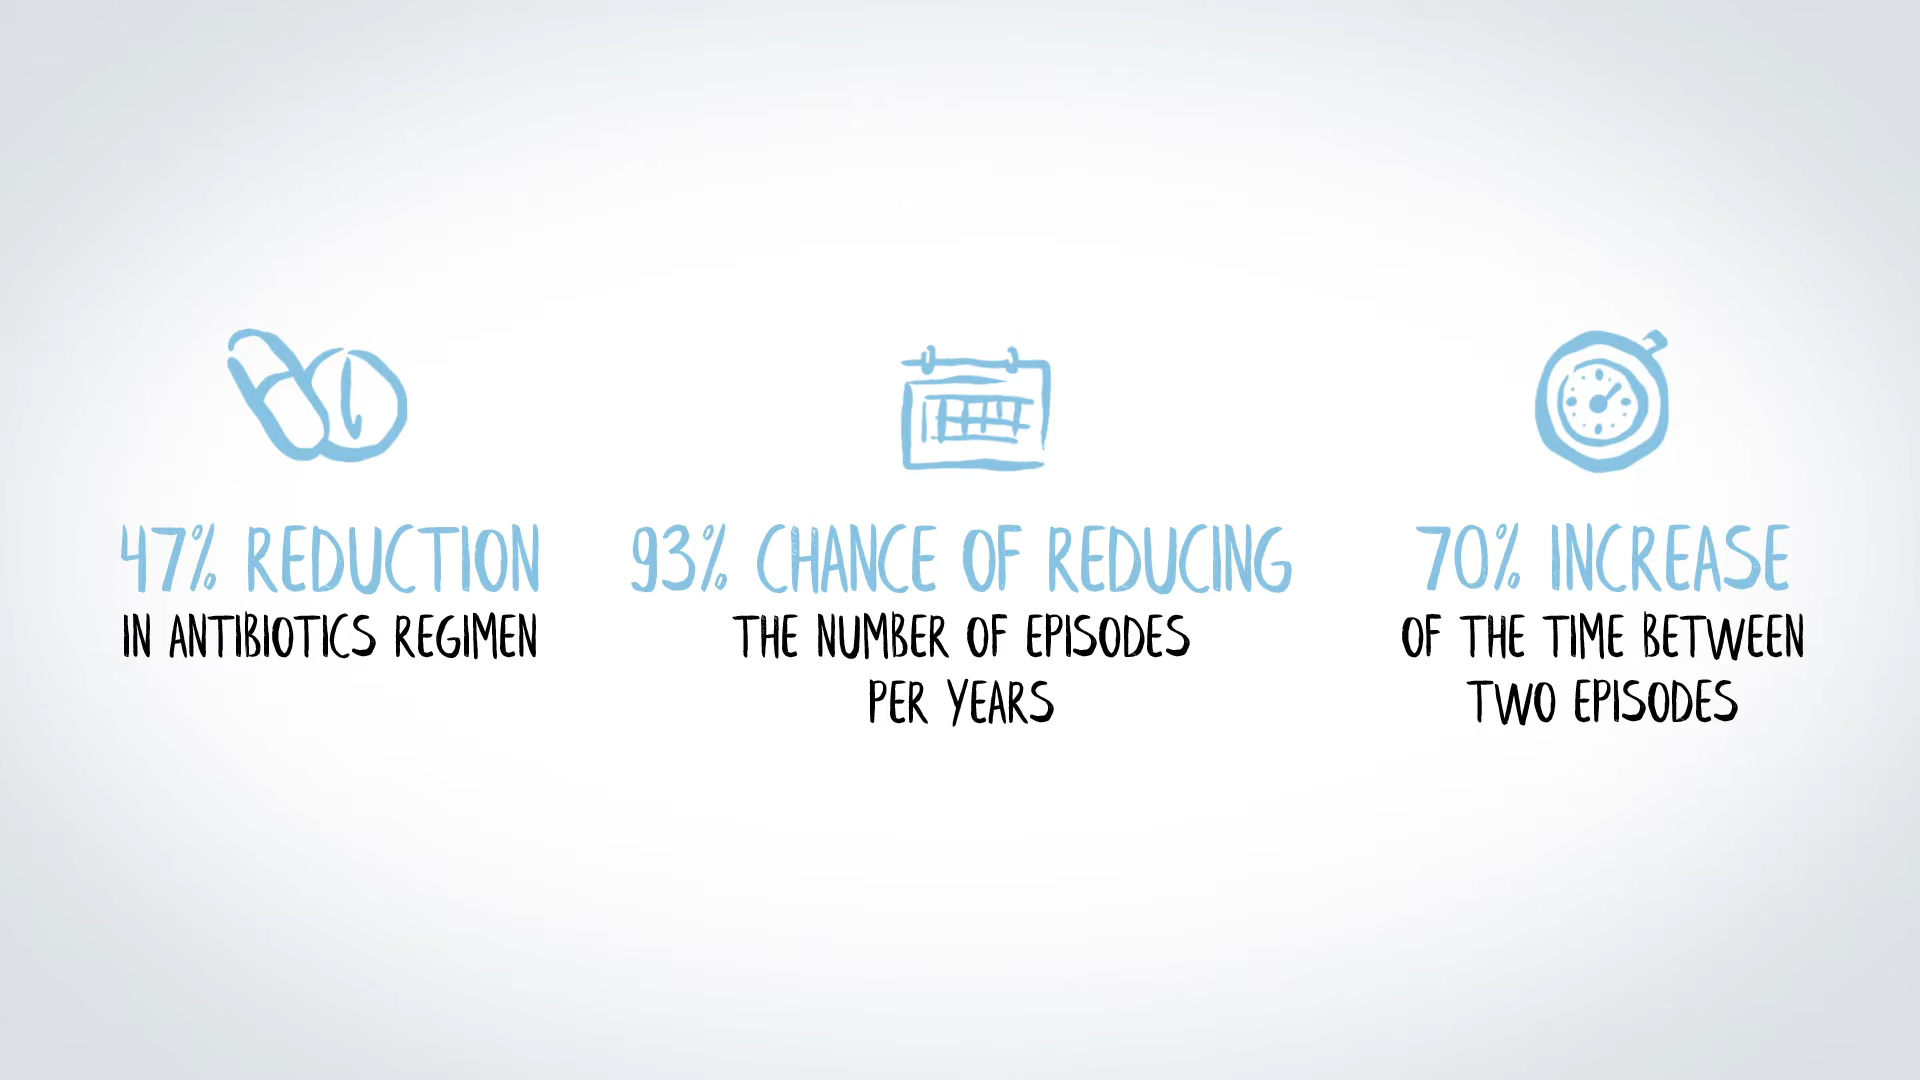 47% REDUCTION
IN ANTIBIOTICS REGIMEN
93% CHANCE OF REDUCING
THE NUMBER OF EPISODES
PER YEARS
70% INCREASE
OF THE TIME BETWEEN
TWO EPISODES